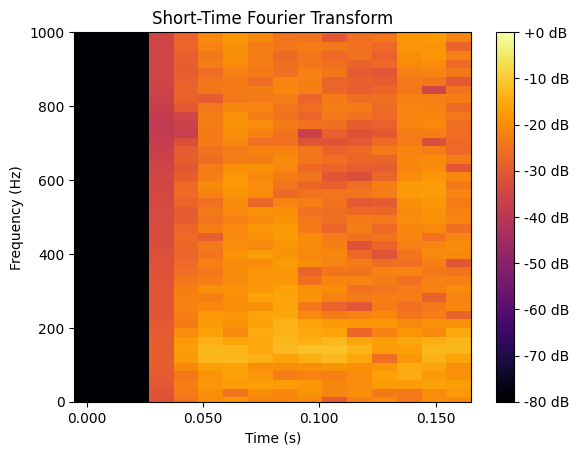 Short-Time Fourier Transform
1000
800
600
400
200
0
Frequency (Hz)
0.000
0.050
0.100
0.150
Time (s)
+0 dB
-10 dB
-20 dB
-30 dB
-40 dB
-50 dB
-60 dB
-70 dB
-80 dB